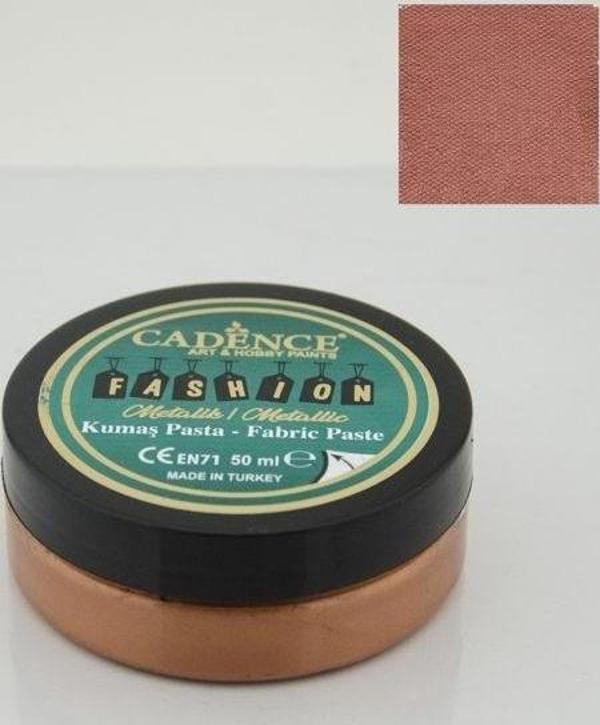 CADENCE®
ART & HOBBY PAINTS
FASHION
Metalik / Metallic
Kumaş Pasta - Fabric Paste
CE EN71 50 ml ℮
MADE IN TURKEY